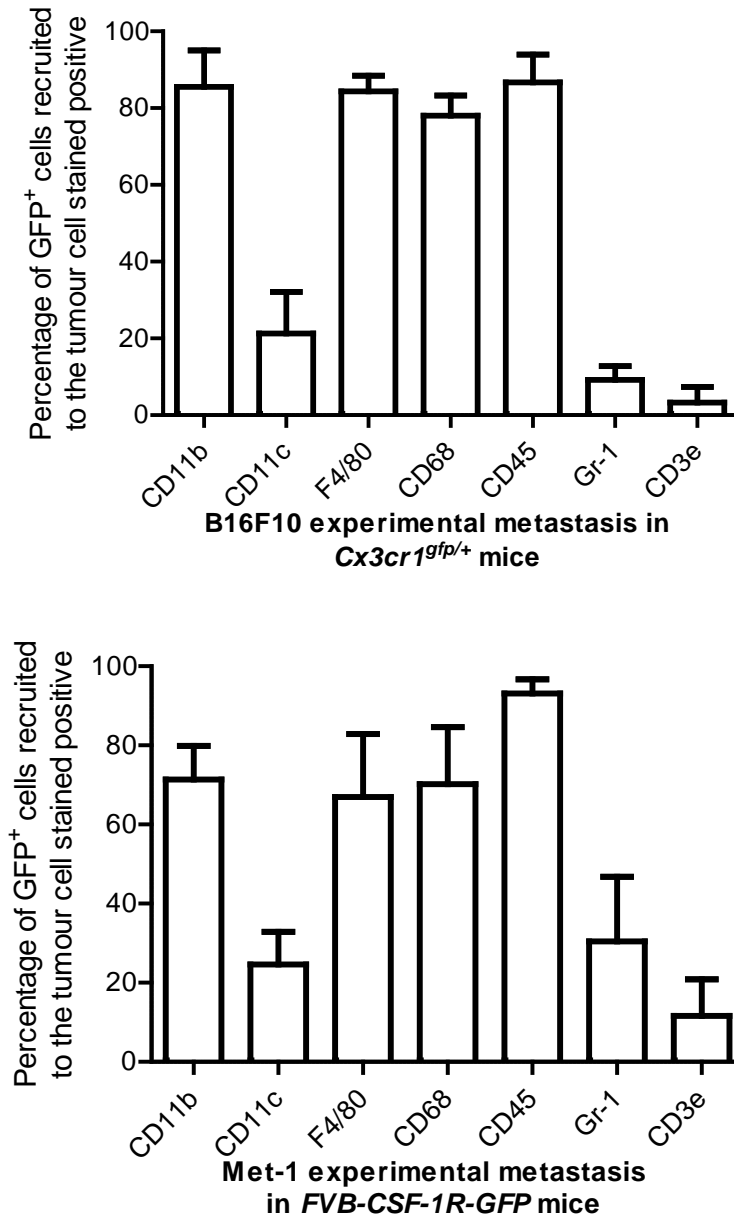 Percentage of GFP+ cells recruited
to the tumour cell stained positive
100
80
60
40
20
0
CD11b
CD11c
F4/80
CD68
CD45
Gr-1
CD3e
B16F10 experimental metastasis in
Cx3cr1gfp/+ mice
Percentage of GFP+ cells recruited
to the tumour cell stained positive
100
80
60
40
20
0
CD11b
CD11c
F4/80
CD68
CD45
Gr-1
CD3e
Met-1 experimental metastasis
in FVB-CSF-1R-GFP mice